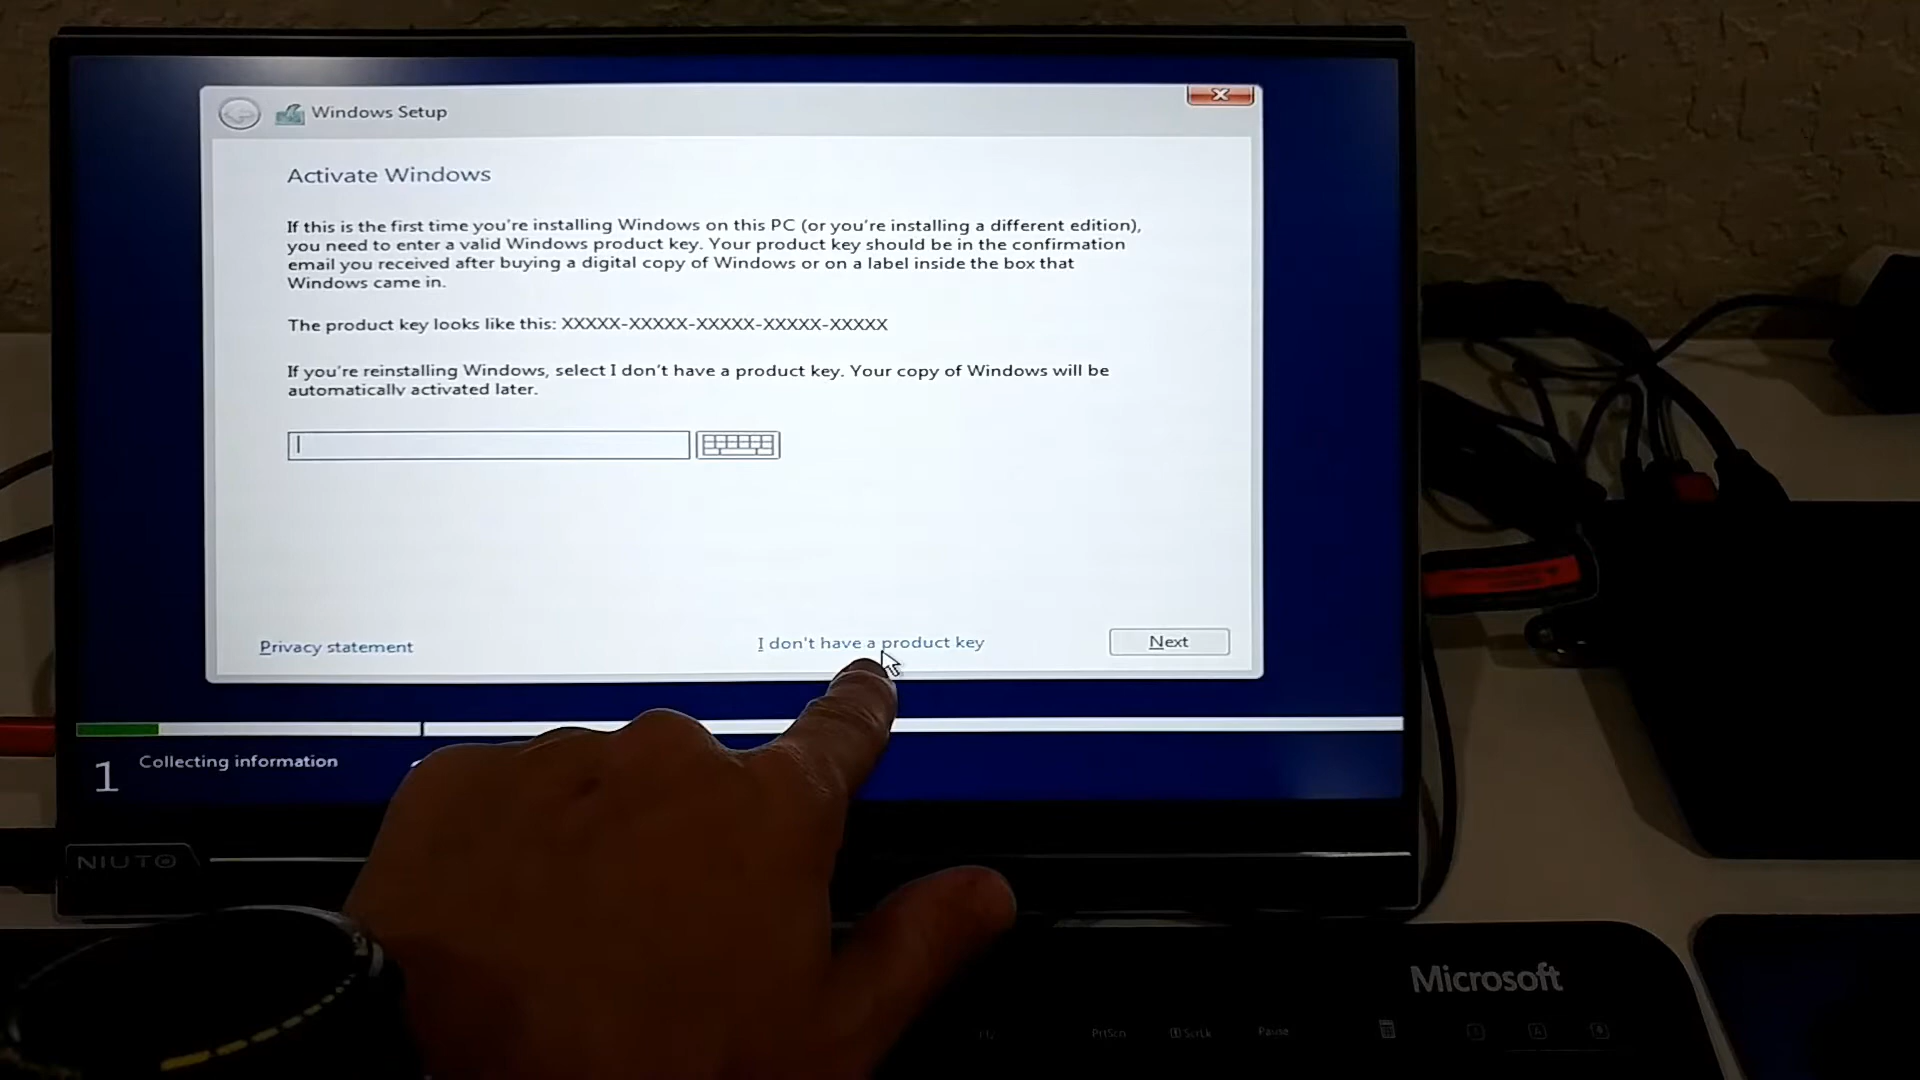 Windows Setup
Activate Windows
If this is the first time you're installing Windows on this PC (or you're installing a different edition),
you need to enter a valid Windows product key. Your product key should be in the confirmation
email you received after buying a digital copy of Windows or on a label inside the box that
Windows came in.
The product key looks like this: XXXXX-XXXXX-XXXXX-XXXXX-XXXXX
If you're reinstalling Windows, select I don't have a product key. Your copy of Windows will be
automatically activated later.
Privacy statement
I don't have a product key
Next
1 Collecting information
NIUTO
Microsoft
PrtScn
ScrLk
Pause